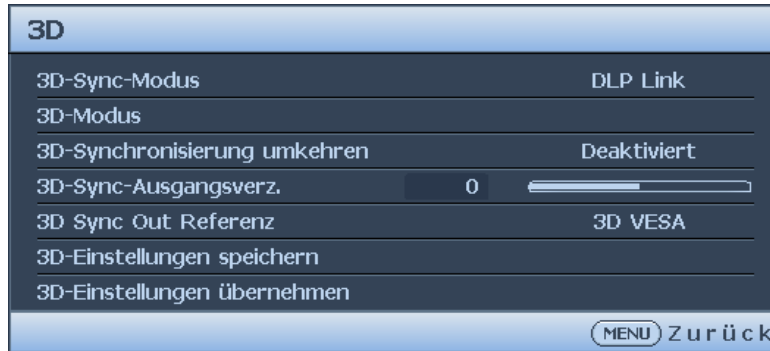 3D
3D-Sync-Modus DLP Link
3D-Modus
3D-Synchronisierung umkehren Deaktiviert
3D-Sync-Ausgangsverz. 0
3D Sync Out Referenz 3D VESA
3D-Einstellungen speichern
3D-Einstellungen übernehmen
MENU Zurück